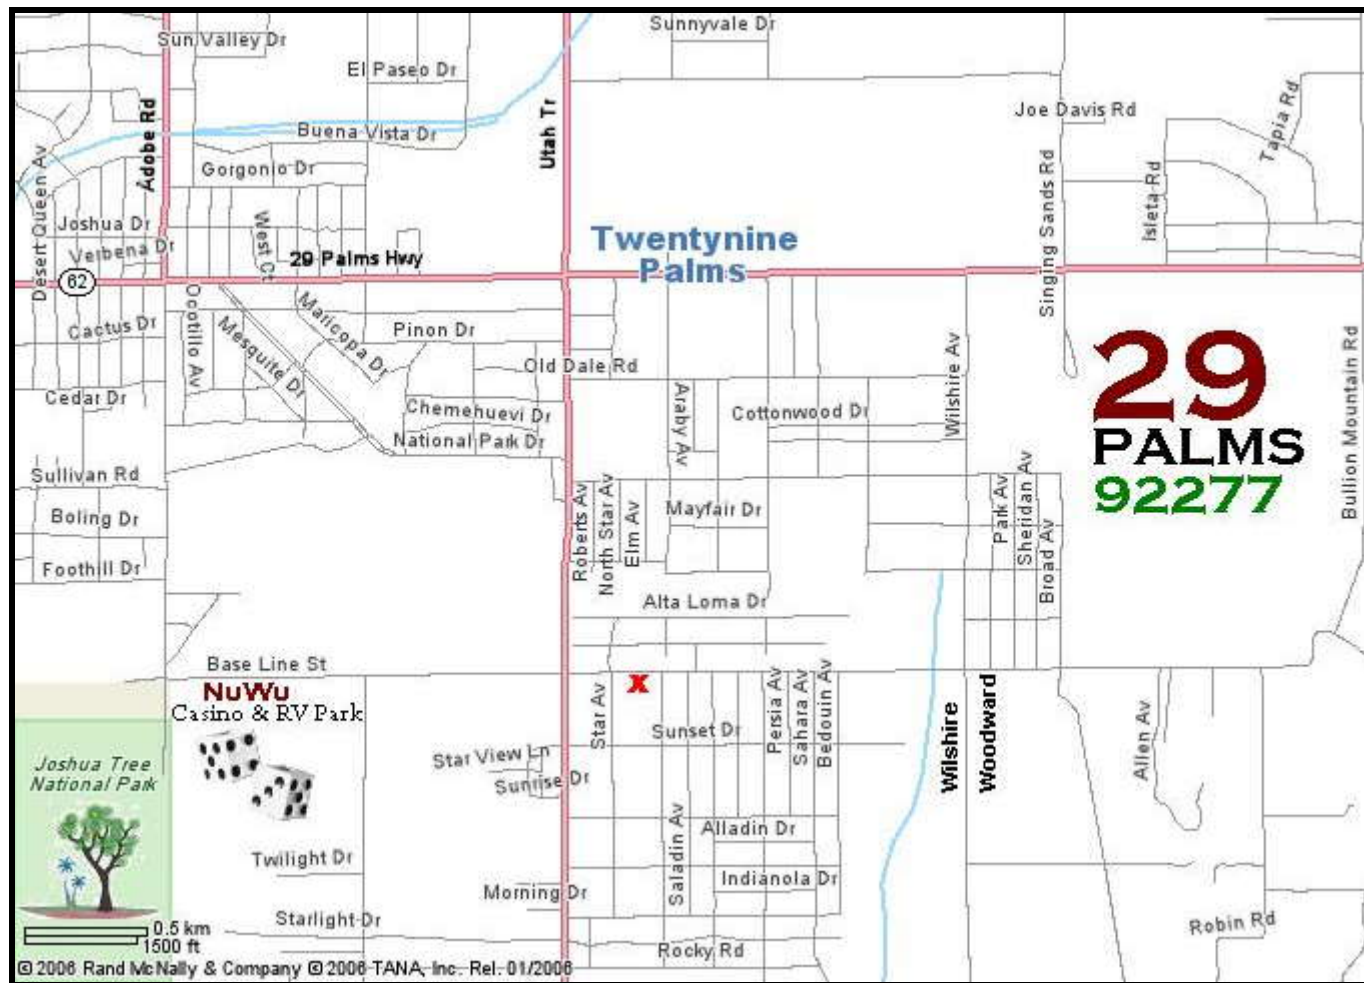 Sunnyvale Dr
Sun Valley Dr
El Paseo Dr
Joe Davis Rd
Tapia Rd
Adobe Rd
Utah Tr
Buena Vista Dr
Gorgonio Dr
Desert Queen Av
Singing Sands Rd
Isleta Rd
Joshua Dr
West Ct
Verbena Dr
29 Palms Hwy
Twentynine
Palms
62
Ocotillo Av
Maricopa Dr
Cactus Dr
Mesquite Dr
Pinon Dr
Old Dale Rd
Wilshire Av
29
PALMS
92277
Bullion Mountain Rd
Cedar Dr
Chemehuevi Dr
Araby Av
Cottonwood Dr
National Park Dr
Sullivan Rd
Boling Dr
Roberts Av
North Star Av
Elm Av
Mayfair Dr
Park Av
Sheridan Av
Broad Av
Foothill Dr
Alta Loma Dr
Base Line St
NuWu
Casino & RV Park
X
Star Av
Sunset Dr
Persia Av
Sahara Av
Bedouin Av
Wilshire
Woodward
Allen Av
Star View Ln
Sunrise Dr
Joshua Tree
National Park
Saladin Av
Alladin Dr
Twilight Dr
Indianola Dr
Morning Dr
Starlight Dr
Robin Rd
Rocky Rd
0.5 km
1500 ft
© 2006 Rand McNally & Company © 2006 TANA, Inc. Rel. 01/2006